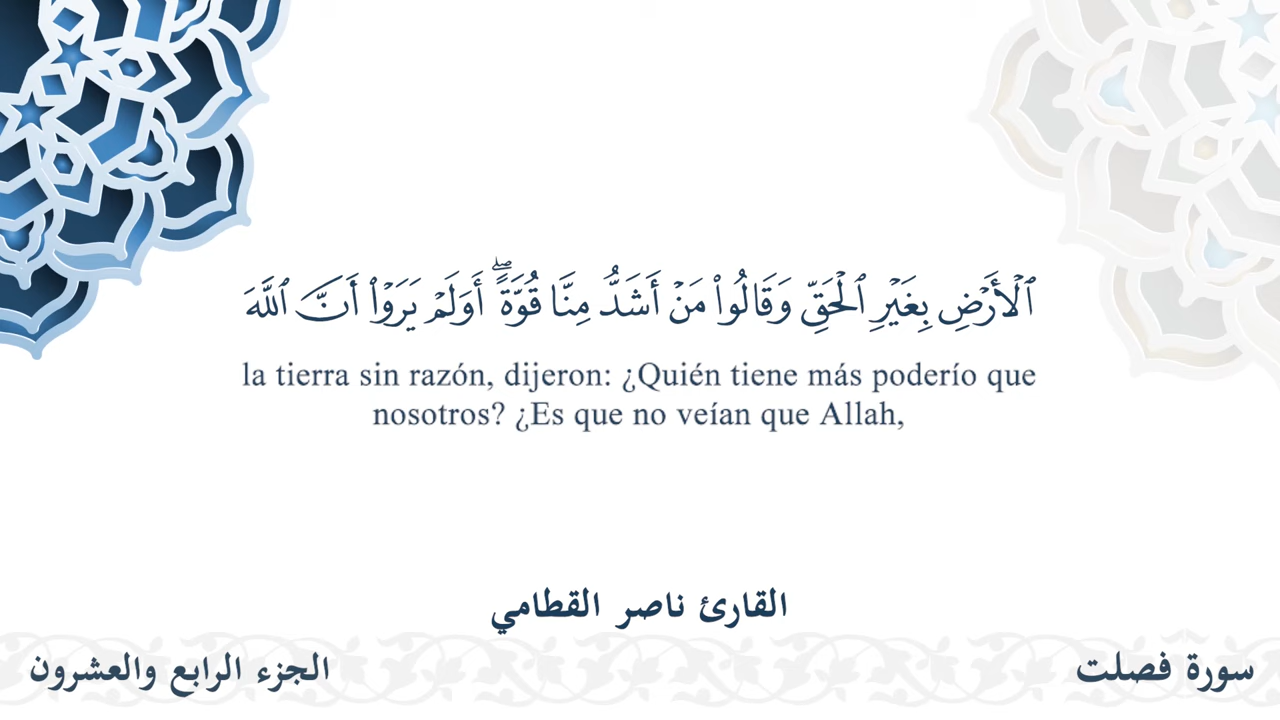 ٱلۡأَرۡضِ بِغَيۡرِ ٱلۡحَقِّ وَقَالُواْ مَنۡ أَشَدُّ مِنَّا قُوَّةًۖ أَوَلَمۡ يَرَوۡاْ أَنَّ ٱللَّهَ
la tierra sin razón, dijeron: ¿Quién tiene más poderío que
nosotros? ¿Es que no veían que Allah,
القارئ ناصر القطامي
سورة فصلت
الجزء الرابع والعشرون